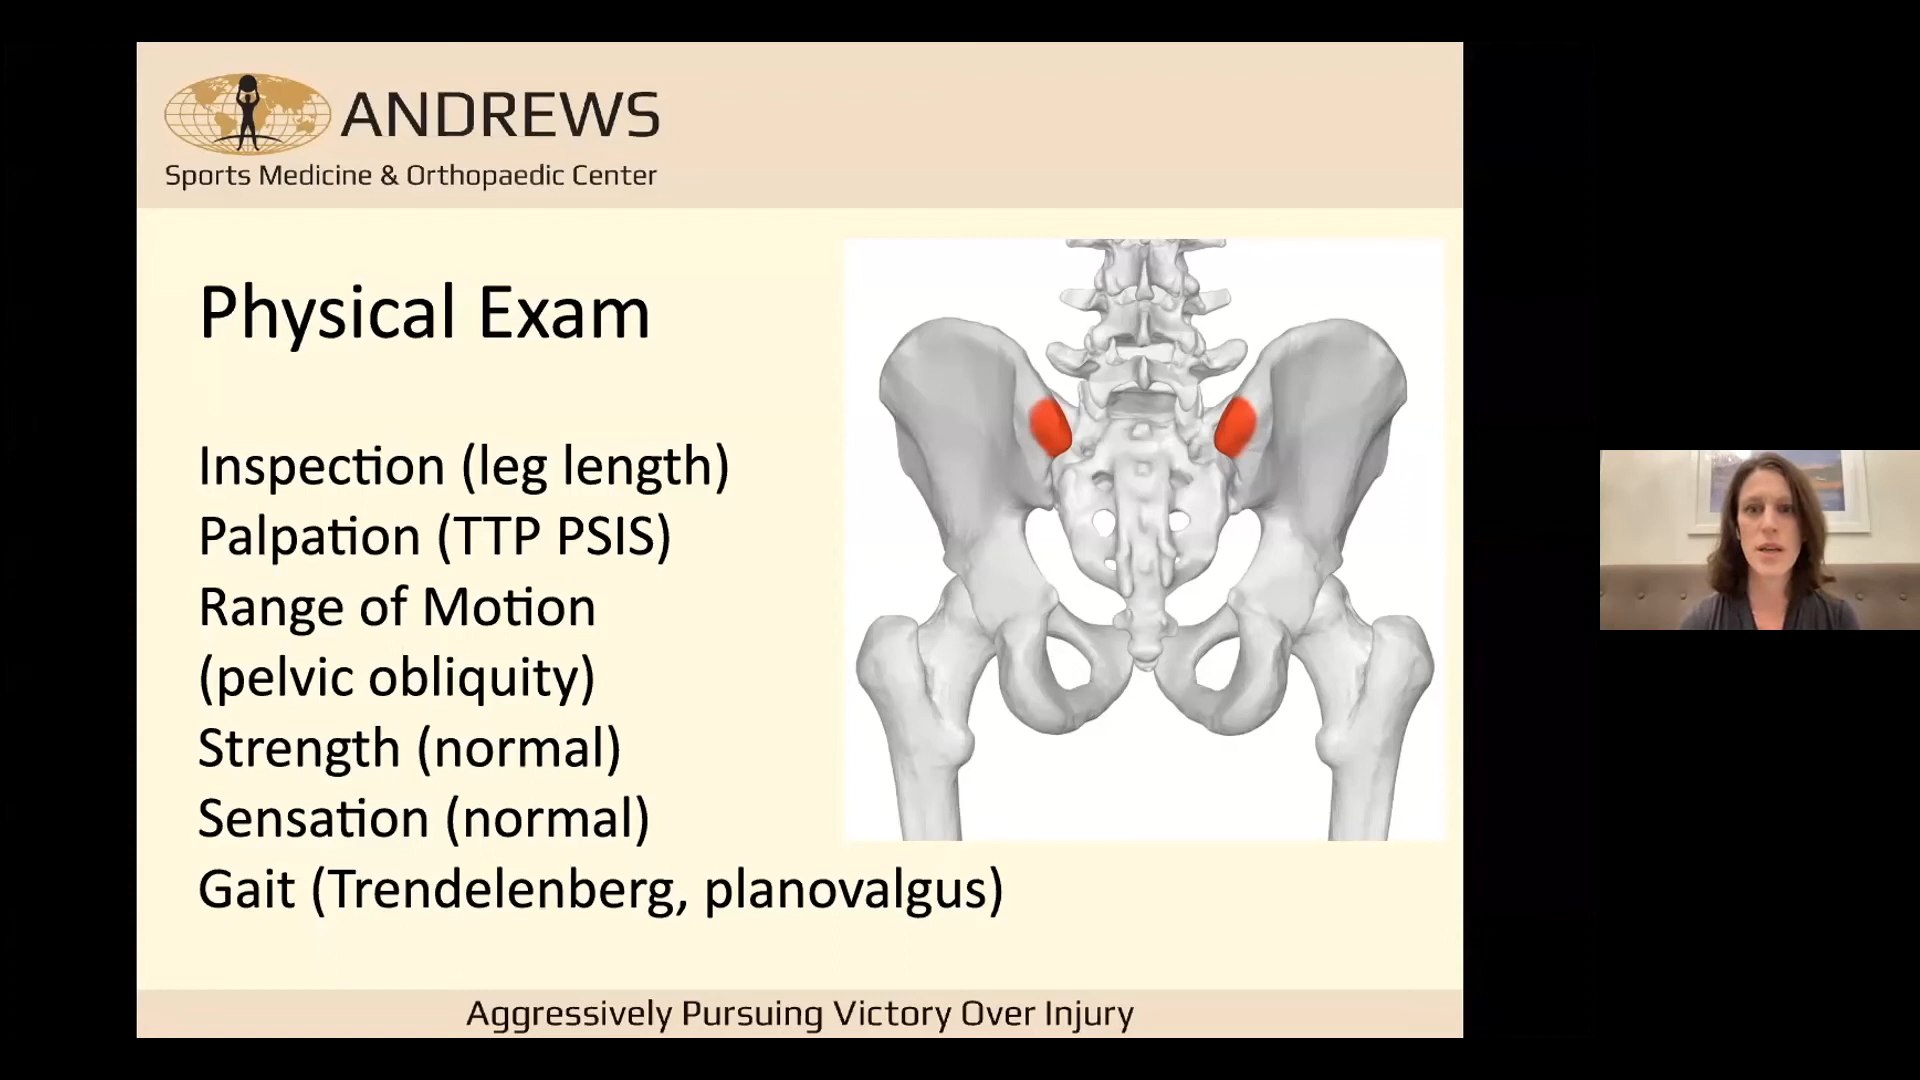 ANDREWS
Sports Medicine & Orthopaedic Center
Physical Exam
Inspection (leg length)
Palpation (TTP PSIS)
Range of Motion
(pelvic obliquity)
Strength (normal)
Sensation (normal)
Gait (Trendelenberg, planovalgus)
Aggressively Pursuing Victory Over Injury